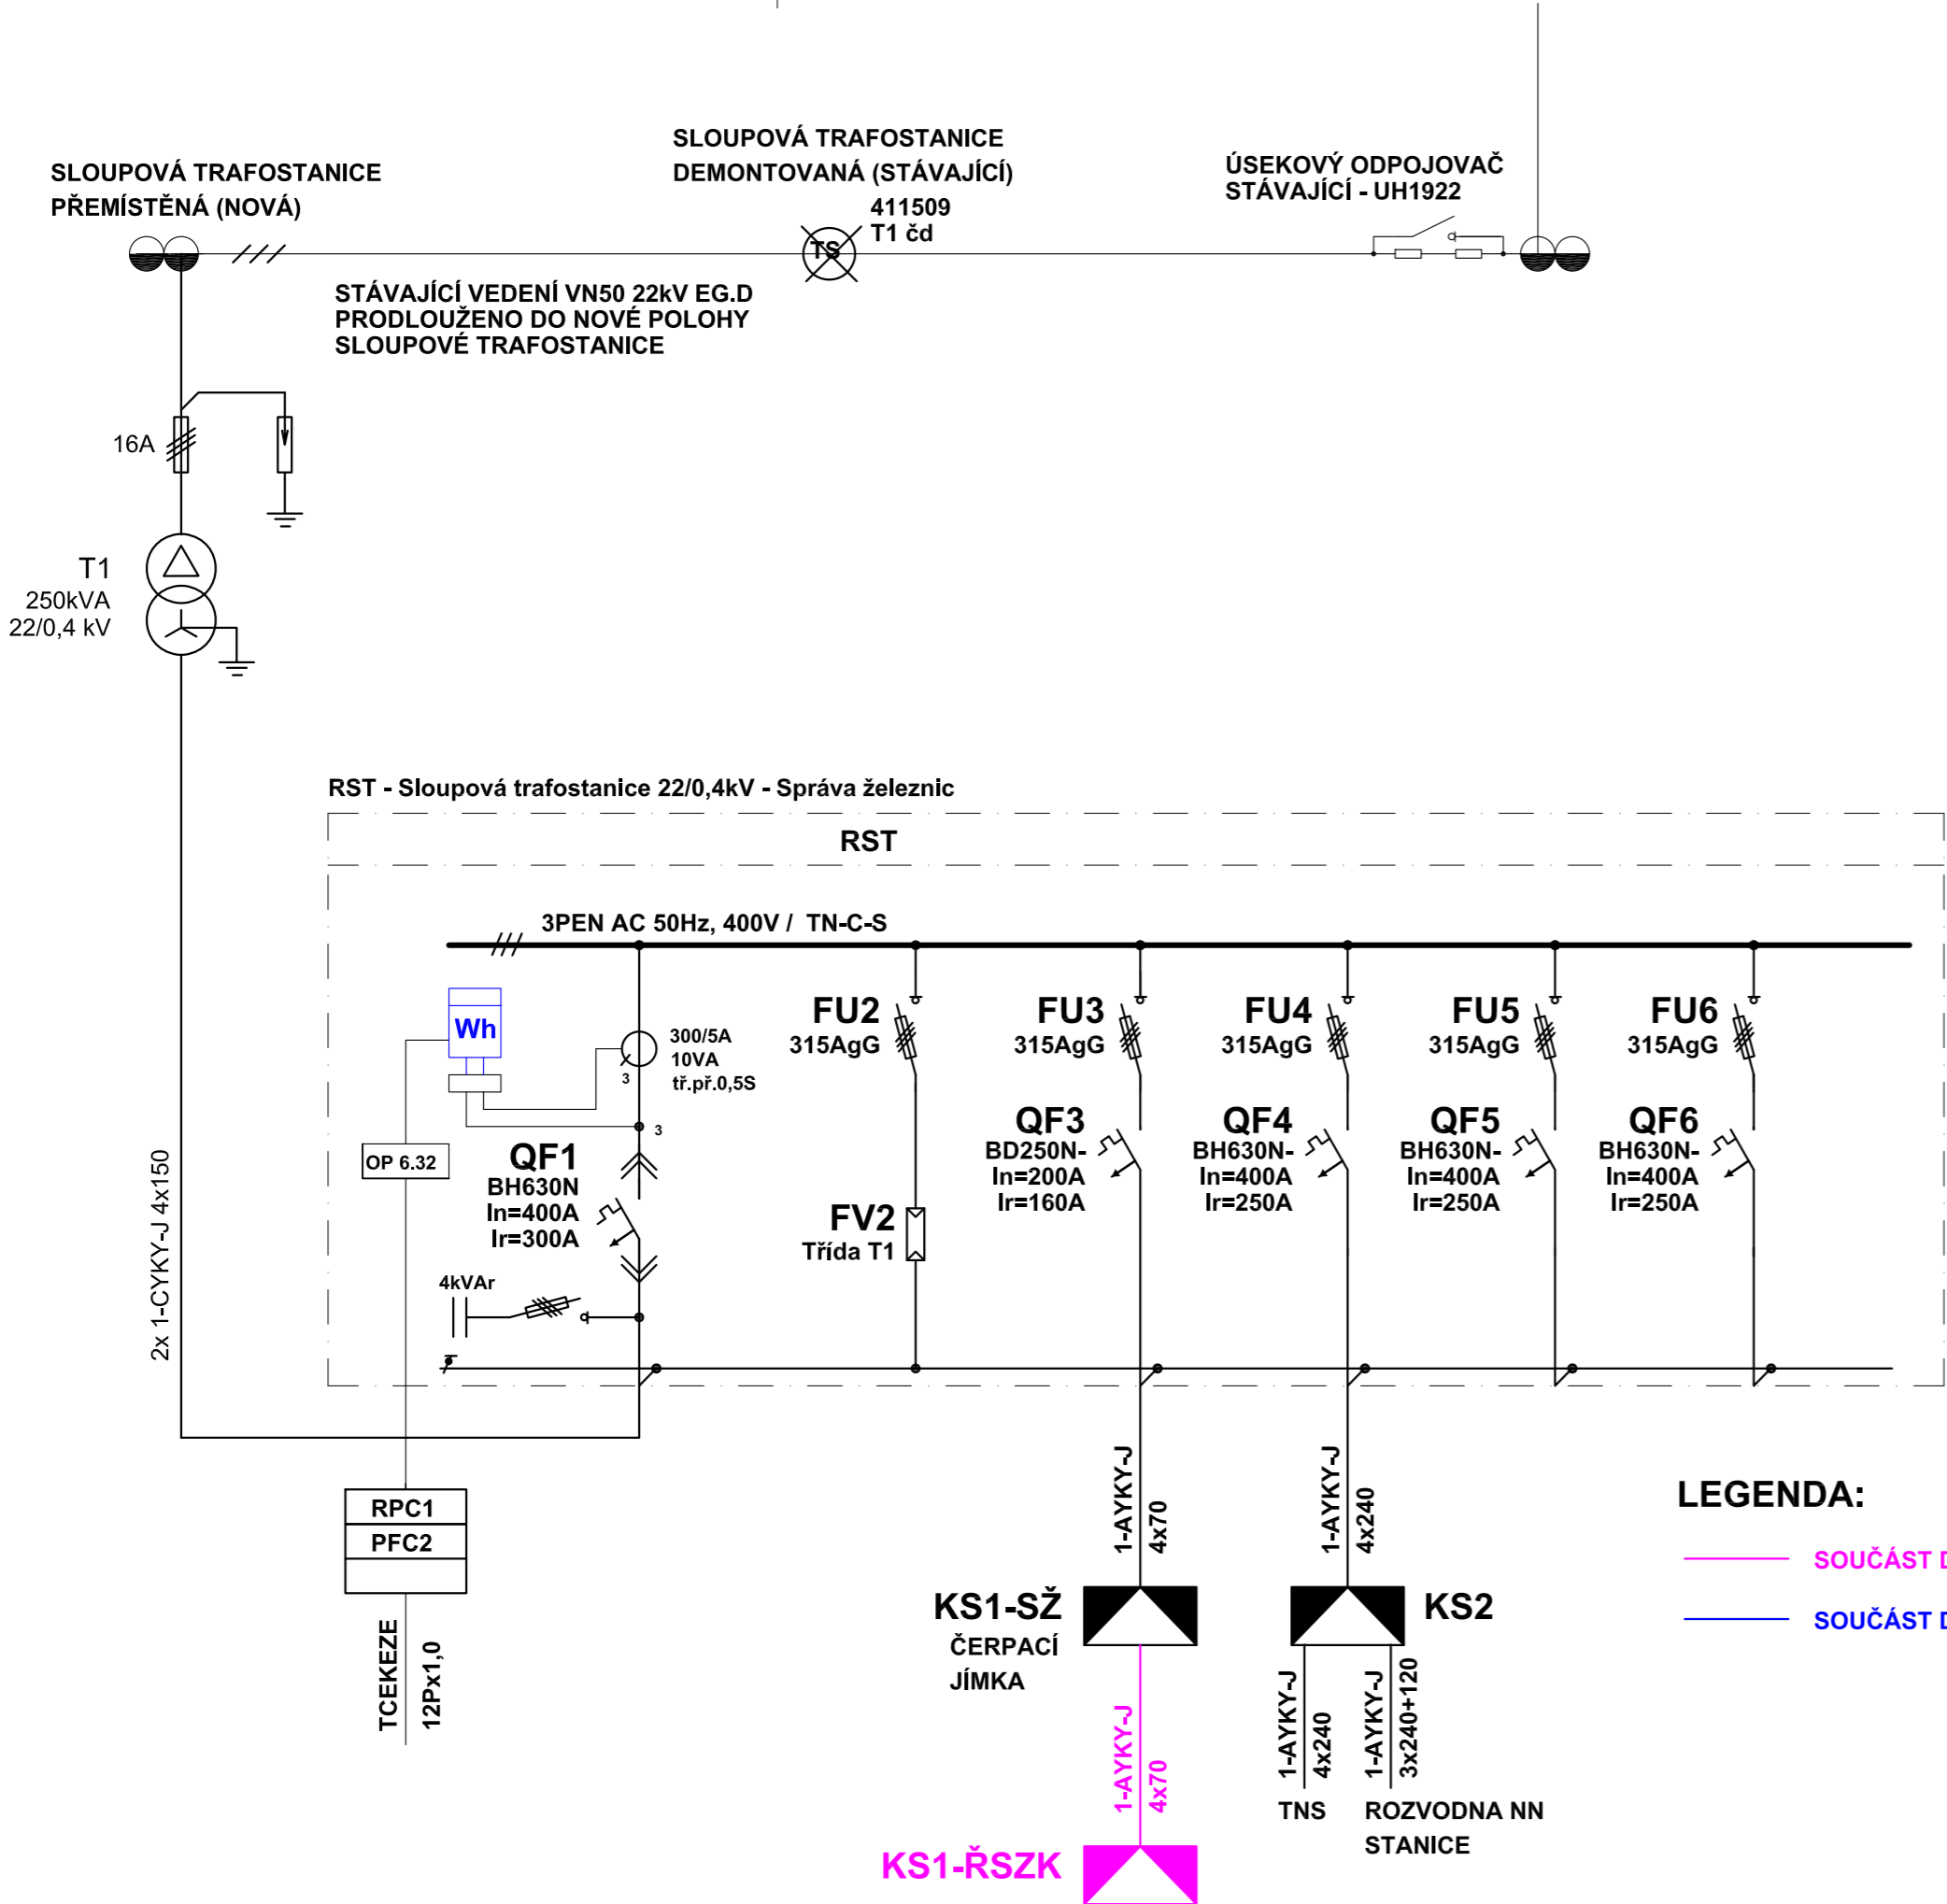 SLOUPOVÁ TRAFOSTANICE
PŘEMÍSTĚNÁ (NOVÁ)
SLOUPOVÁ TRAFOSTANICE
DEMONTOVANÁ (STÁVAJÍCÍ)
411509
T1 čd
TS
ÚSEKOVÝ ODPOJOVAČ
STÁVAJÍCÍ - UH1922
STÁVAJÍCÍ VEDENÍ VN50 22kV EG.D
PRODLOUŽENO DO NOVÉ POLOHY
SLOUPOVÉ TRAFOSTANICE
16A
T1
250kVA
22/0,4 kV
2x 1-CYKY-J 4x150
RST - Sloupová trafostanice 22/0,4kV - Správa železnic
RST
3PEN AC 50Hz, 400V / TN-C-S
Wh
300/5A
10VA
tř.př.0,5S
3
3
OP 6.32
QF1
BH630N
In=400A
Ir=300A
4kVAr
FU2
315AgG
FV2
Třída T1
FU3
315AgG
QF3
BD250N-
In=200A
Ir=160A
FU4
315AgG
QF4
BH630N-
In=400A
Ir=250A
FU5
315AgG
QF5
BH630N-
In=400A
Ir=250A
FU6
315AgG
QF6
BH630N-
In=400A
Ir=250A
RPC1
PFC2
TCEKEZE
12Px1,0
1-AYKY-J
4x70
KS1-SŽ
ČERPACÍ
JÍMKA
1-AYKY-J
4x70
KS1-ŘSZK
1-AYKY-J
4x240
KS2
1-AYKY-J
4x240
TNS
1-AYKY-J
3x240+120
ROZVODNA NN
STANICE
LEGENDA:
SOUČÁST
SOUČÁST